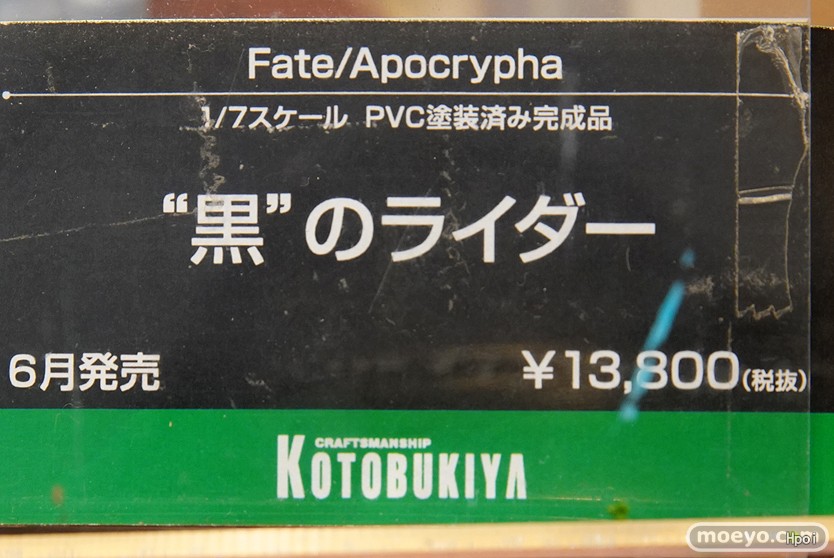 Fate/Apocrypha
1/7スケール PVC塗装済み完成品
“黒”のライダー
6月発売
¥13,800(税抜)
CRAFTSMANSHIP
KOTOBUKIYA
moeyo.com
Hpoi